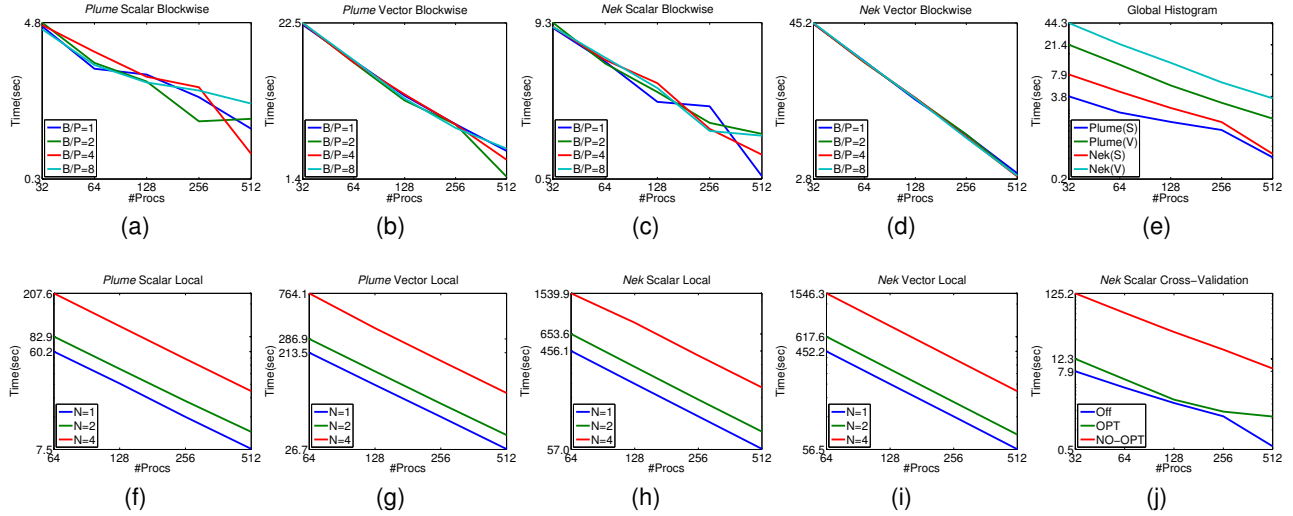 Plume Scalar Blockwise
4.8
0.3
Time(sec)
B/P=1
B/P=2
B/P=4
B/P=8
32 64 128 256 512
#Procs
(a)
Plume Vector Blockwise
22.5
1.4
Time(sec)
B/P=1
B/P=2
B/P=4
B/P=8
32 64 128 256 512
#Procs
(b)
Nek Scalar Blockwise
9.3
0.5
Time(sec)
B/P=1
B/P=2
B/P=4
B/P=8
32 64 128 256 512
#Procs
(c)
Nek Vector Blockwise
45.2
2.8
Time(sec)
B/P=1
B/P=2
B/P=4
B/P=8
32 64 128 256 512
#Procs
(d)
Global Histogram
44.3
21.4
7.9
3.8
0.2
Time(sec)
Plume(S)
Plume(V)
Nek(S)
Nek(V)
32 64 128 256 512
#Procs
(e)
Plume Scalar Local
207.6
82.9
60.2
7.5
Time(sec)
N=1
N=2
N=4
64 128 256 512
#Procs
(f)
Plume Vector Local
764.1
286.9
213.5
26.7
Time(sec)
N=1
N=2
N=4
64 128 256 512
#Procs
(g)
Nek Scalar Local
1539.9
653.6
456.1
57.0
Time(sec)
N=1
N=2
N=4
64 128 256 512
#Procs
(h)
Nek Vector Local
1546.3
617.6
452.2
56.5
Time(sec)
N=1
N=2
N=4
64 128 256 512
#Procs
(i)
Nek Scalar Cross−Validation
125.2
12.3
7.9
0.5
Time(sec)
Off
OPT
NO−OPT
32 64 128 256 512
#Procs
(j)